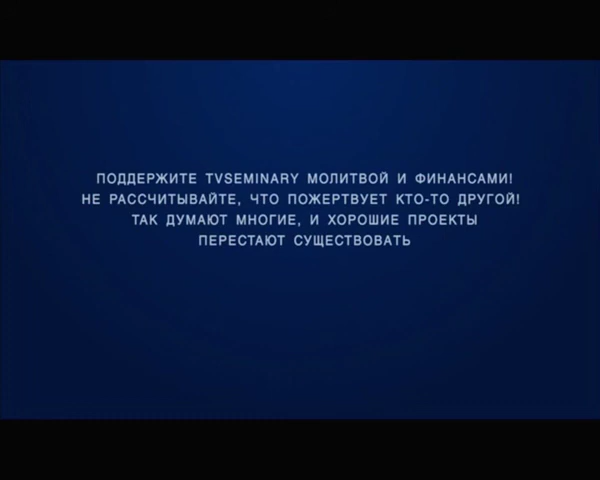 ПОДДЕРЖИТЕ TVSEMINARY МОЛИТВОЙ И ФИНАНСАМИ!
НЕ РАССЧИТЫВАЙТЕ, ЧТО ПОЖЕРТВУЕТ КТО-ТО ДРУГОЙ!
ТАК ДУМАЮТ МНОГИЕ, И ХОРОШИЕ ПРОЕКТЫ
ПЕРЕСТАЮТ СУЩЕСТВОВАТЬ